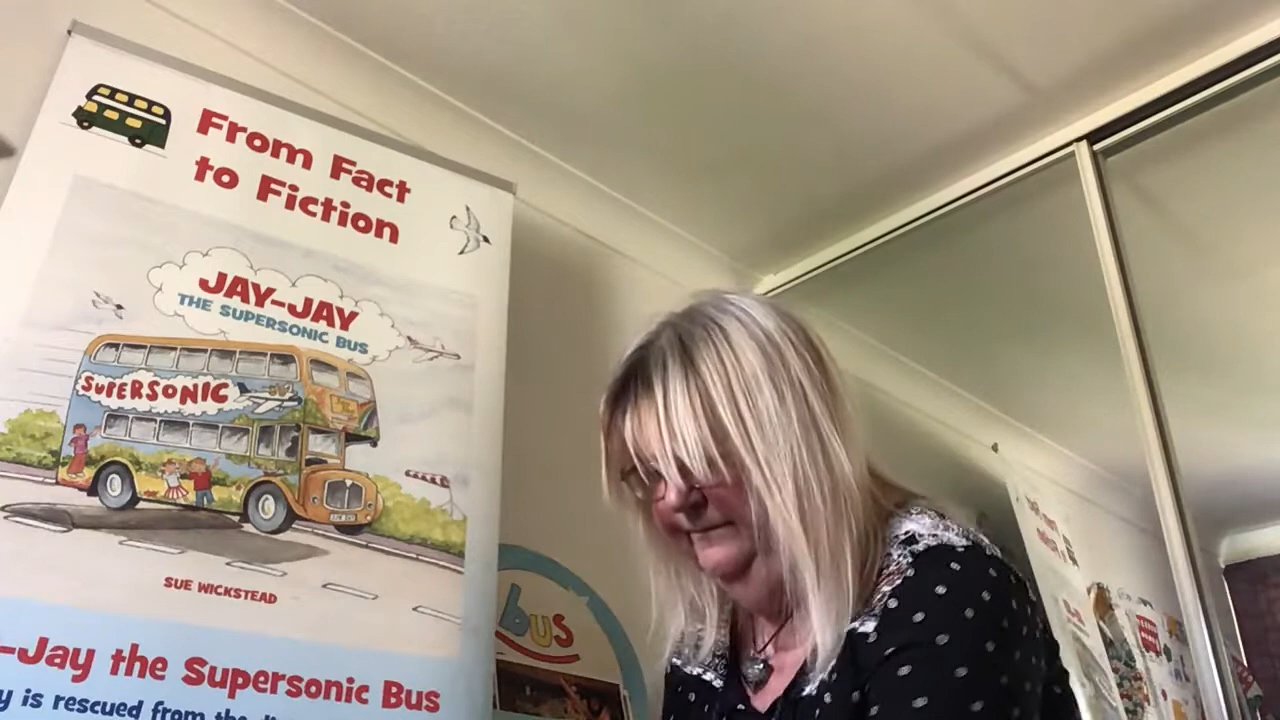 From Fact
to Fiction
JAY-JAY
THE SUPERSONIC BUS
SUPERSONIC
SUE WICKSTEAD
-Jay the Supersonic Bus
y is rescued from the
bus